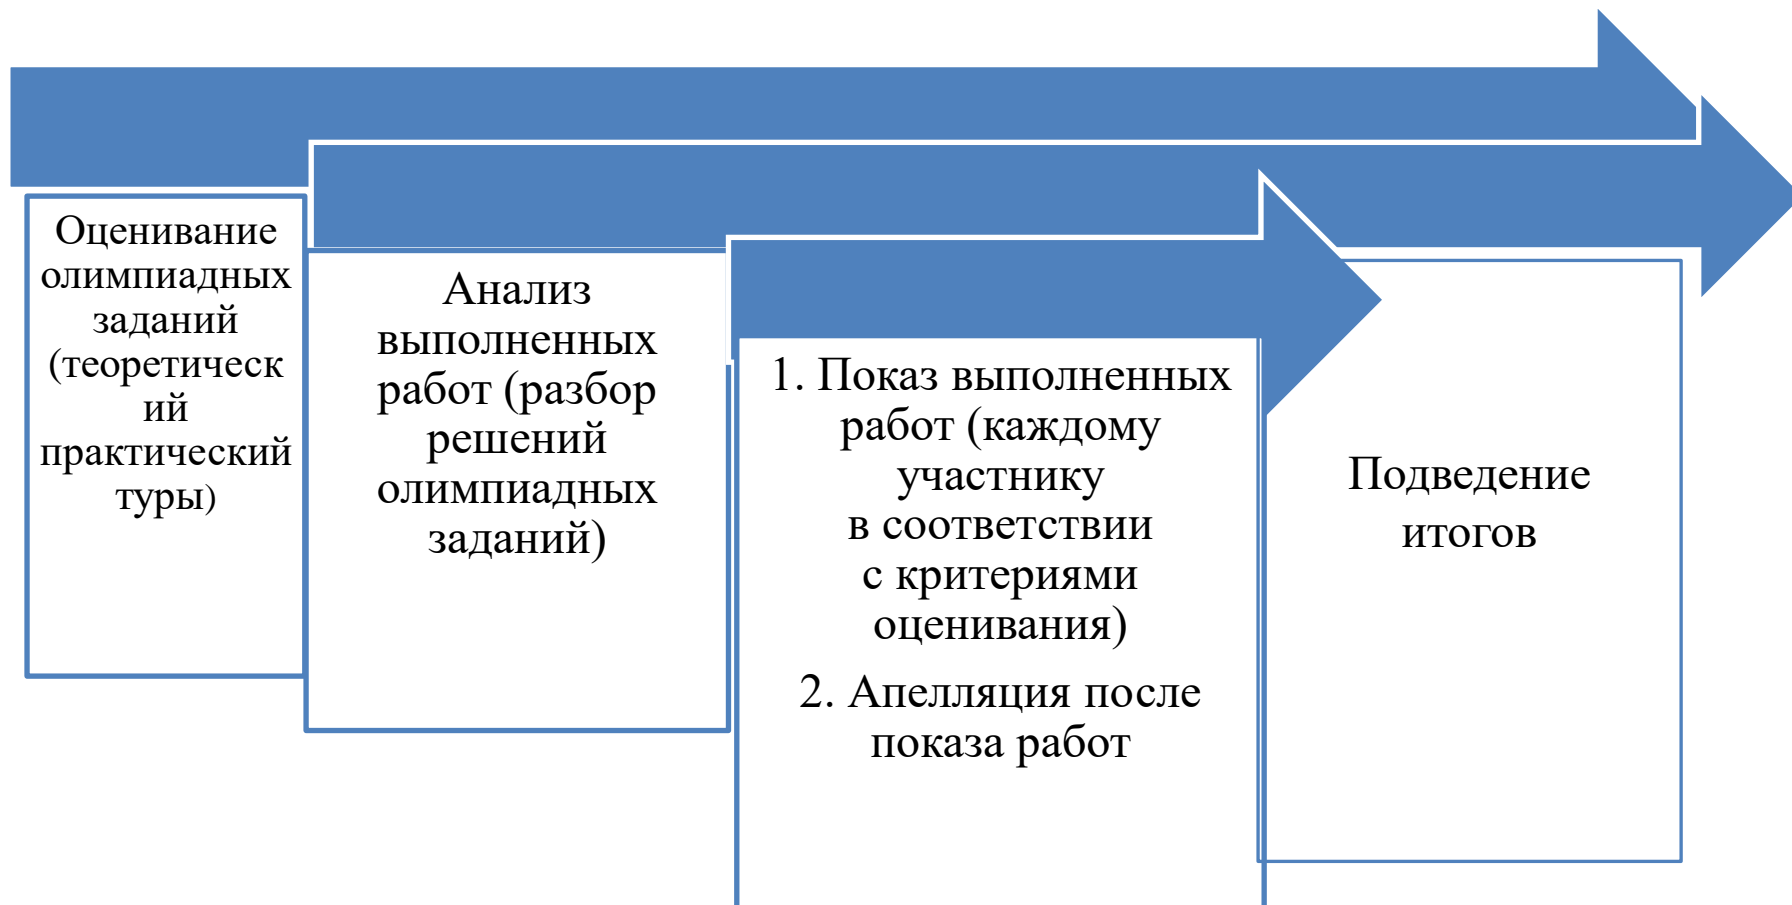 Оценивание
олимпиадных
заданий
(теоретическ
ий
практический
туры)
Анализ
выполненных
работ (разбор
решений
олимпиадных
заданий)
1. Показ выполненных
работ (каждому
участнику
в соответствии
с критериями
оценивания)
2. Апелляция после
показа работ
Подведение
итогов